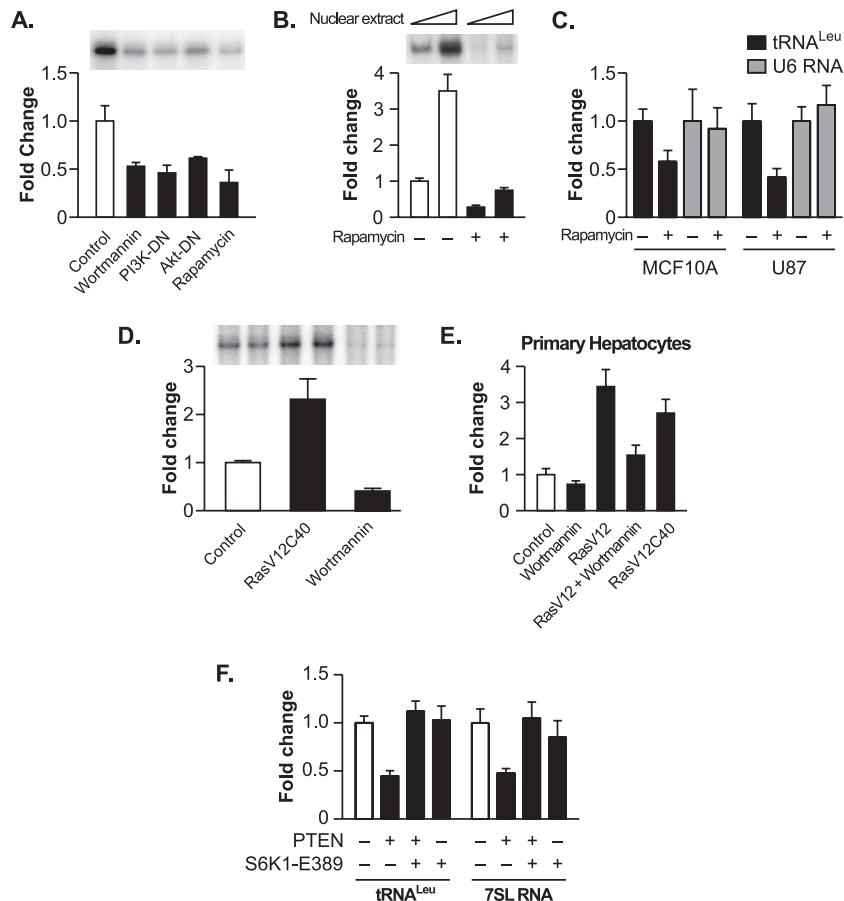 A.
Fold Change
1.5
1.0
0.5
0
Control
Wortmannin
PI3K-DN
Akt-DN
Rapamycin
B.
Nuclear extract
Fold change
4
3
2
1
0
Rapamycin – – + +
C.
tRNA^Leu
U6 RNA
Fold Change
1.5
1.0
0.5
0
Rapamycin – + – + – + – +
MCF10A U87
D.
Fold change
3
2
1
0
Control
RasV12C40
Wortmannin
E.
Primary Hepatocytes
Fold change
4
3
2
1
0
Control
Wortmannin
RasV12
RasV12 + Wortmannin
RasV12C40
F.
Fold change
1.5
1.0
0.5
0
PTEN – + + – – + + –
S6K1-E389 – – + + – – + +
tRNA^Leu 7SL RNA